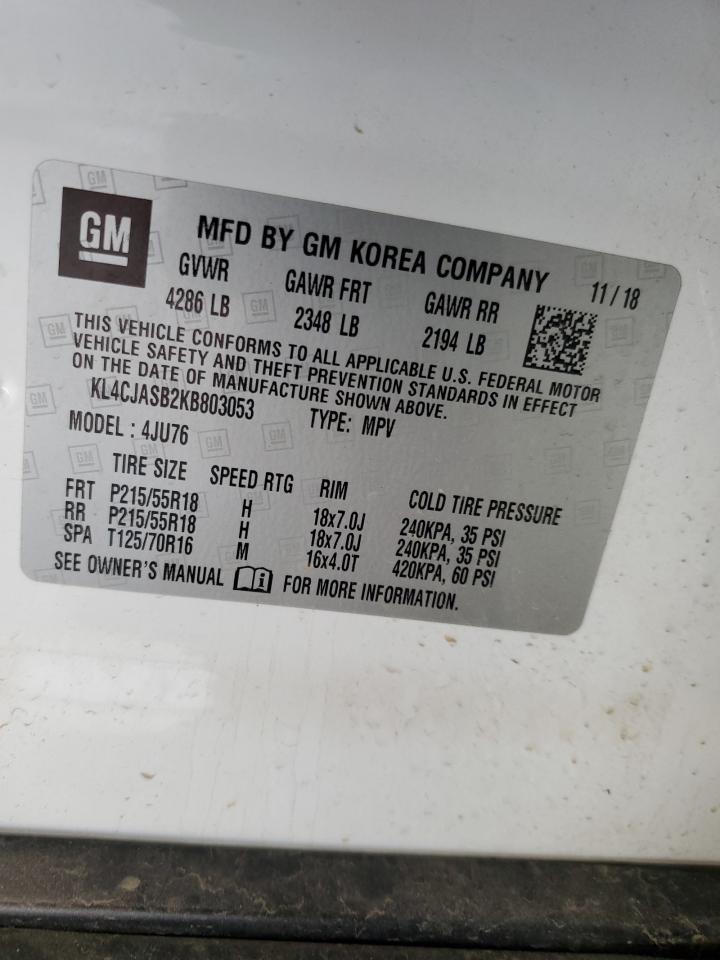 GM
MFD BY GM KOREA COMPANY 11/18
GVWR GAWR FRT GAWR RR
4286 LB 2348 LB 2194 LB
THIS VEHICLE CONFORMS TO ALL APPLICABLE U.S. FEDERAL MOTOR
VEHICLE SAFETY AND THEFT PREVENTION STANDARDS IN EFFECT
ON THE DATE OF MANUFACTURE SHOWN ABOVE.
KL4CJASB2KB803053 TYPE: MPV
MODEL: 4JU76
TIRE SIZE SPEED RTG RIM COLD TIRE PRESSURE
FRT P215/55R18 H 18x7.0J 240KPA, 35 PSI
RR P215/55R18 H 18x7.0J 240KPA, 35 PSI
SPA T125/70R16 M 16x4.0T 420KPA, 60 PSI
SEE OWNER'S MANUAL FOR MORE INFORMATION.